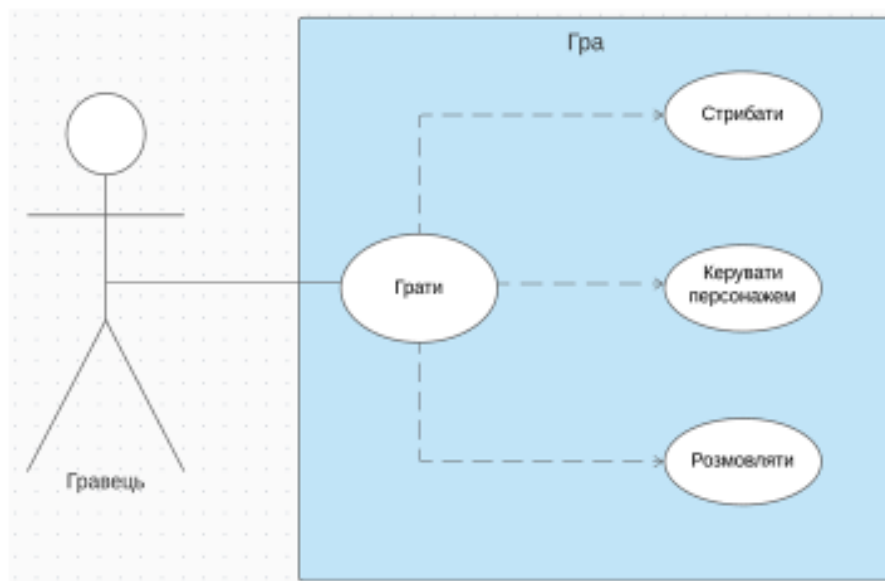 Гра
Стрибати
Грати
Керувати
персонажем
Розмовляти
Гравець